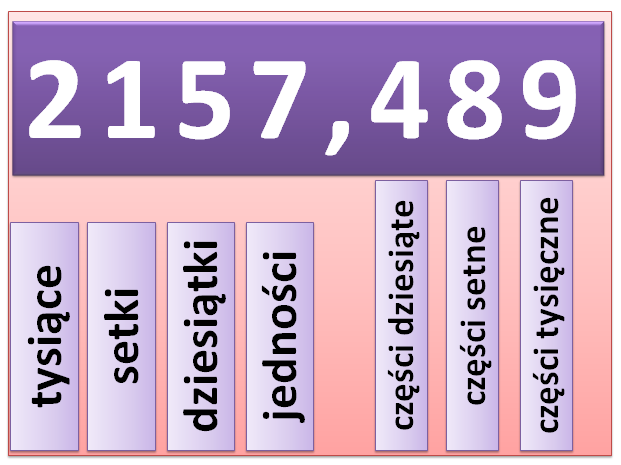 2157,489
tysiące
setki
dziesiątki
jedności
części dziesiąte
części setne
części tysięczne